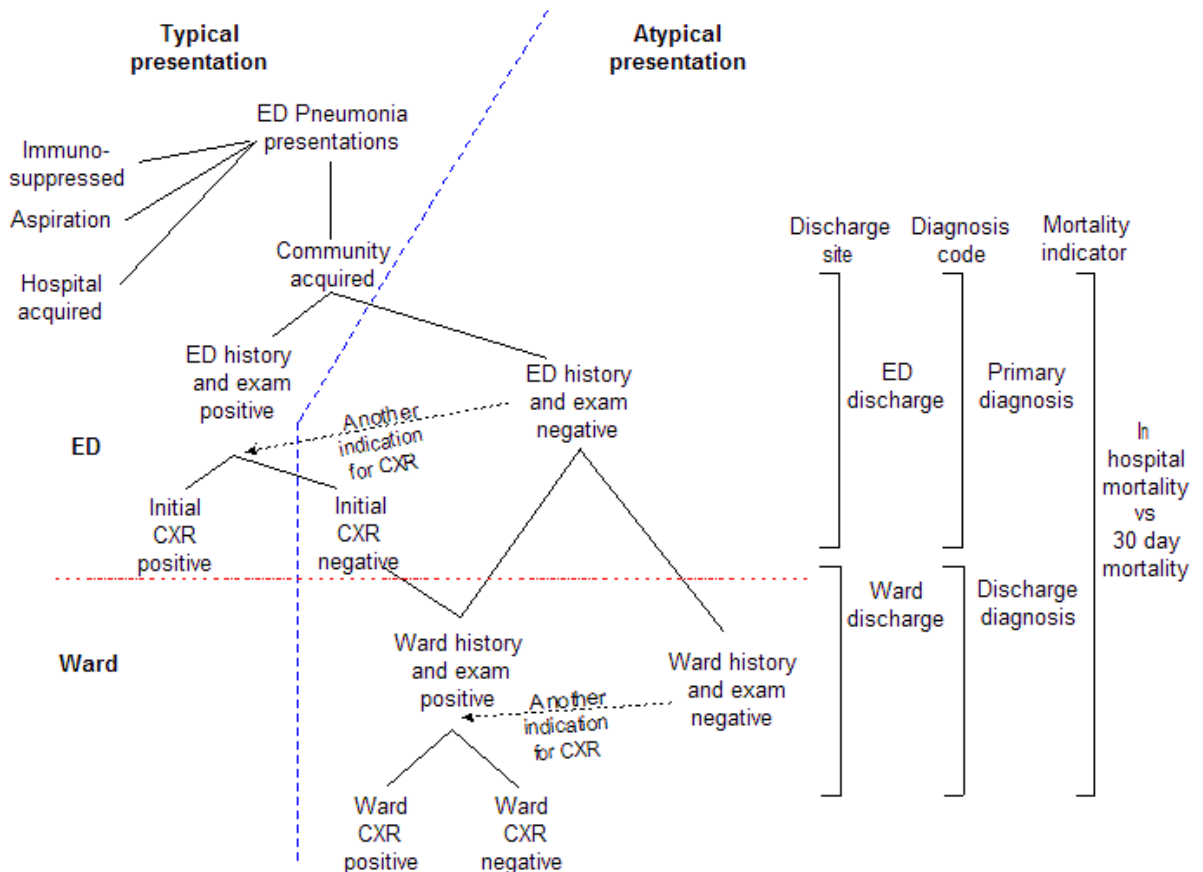 Typical
presentation
Atypical
presentation
ED Pneumonia
presentations
Immuno-
suppressed
Aspiration
Hospital
acquired
Community
acquired
Discharge
site
Diagnosis
code
Mortality
indicator
ED history
and exam
positive
ED history
and exam
negative
Another
indication
for CXR
ED
Initial
CXR
positive
Initial
CXR
negative
ED
discharge
Primary
diagnosis
In
hospital
mortality
vs
30 day
mortality
Ward
discharge
Discharge
diagnosis
Ward
Ward history
and exam
positive
Ward history
and exam
negative
Another
indication
for CXR
Ward
CXR
positive
Ward
CXR
negative